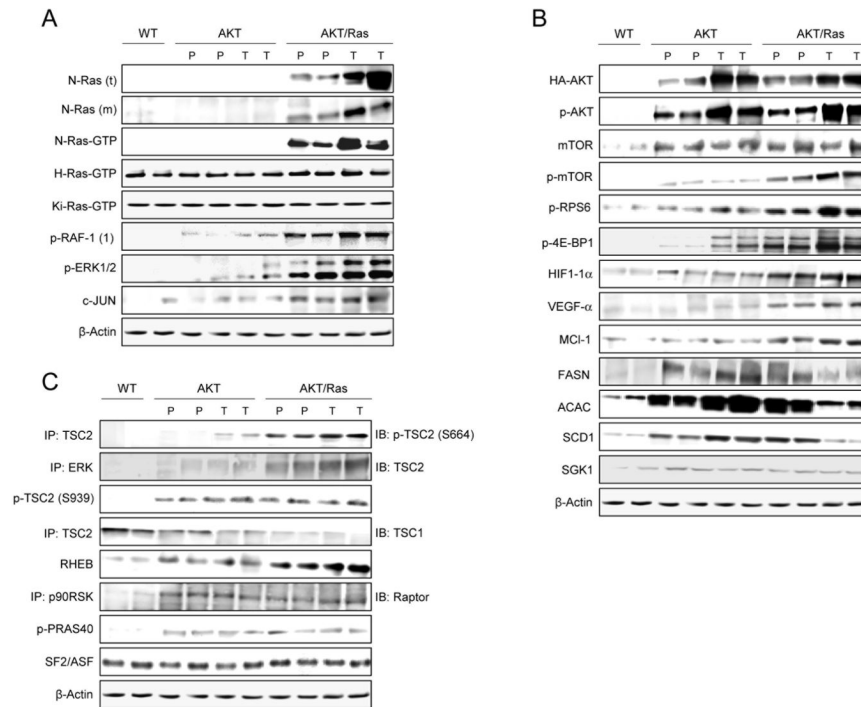 A
WT AKT AKT/Ras
P P T T P P T T
N-Ras (t)
N-Ras (m)
N-Ras-GTP
H-Ras-GTP
Ki-Ras-GTP
p-RAF-1 (1)
p-ERK1/2
c-JUN
β-Actin
B
WT AKT AKT/Ras
P P T T P P T T
HA-AKT
p-AKT
mTOR
p-mTOR
p-RPS6
p-4E-BP1
HIF1-1α
VEGF-α
MCl-1
FASN
ACAC
SCD1
SGK1
β-Actin
C
WT AKT AKT/Ras
P P T T P P T T
IP: TSC2 IB: p-TSC2 (S664)
IP: ERK IB: TSC2
p-TSC2 (S939)
IP: TSC2 IB: TSC1
RHEB
IP: p90RSK IB: Raptor
p-PRAS40
SF2/ASF
β-Actin